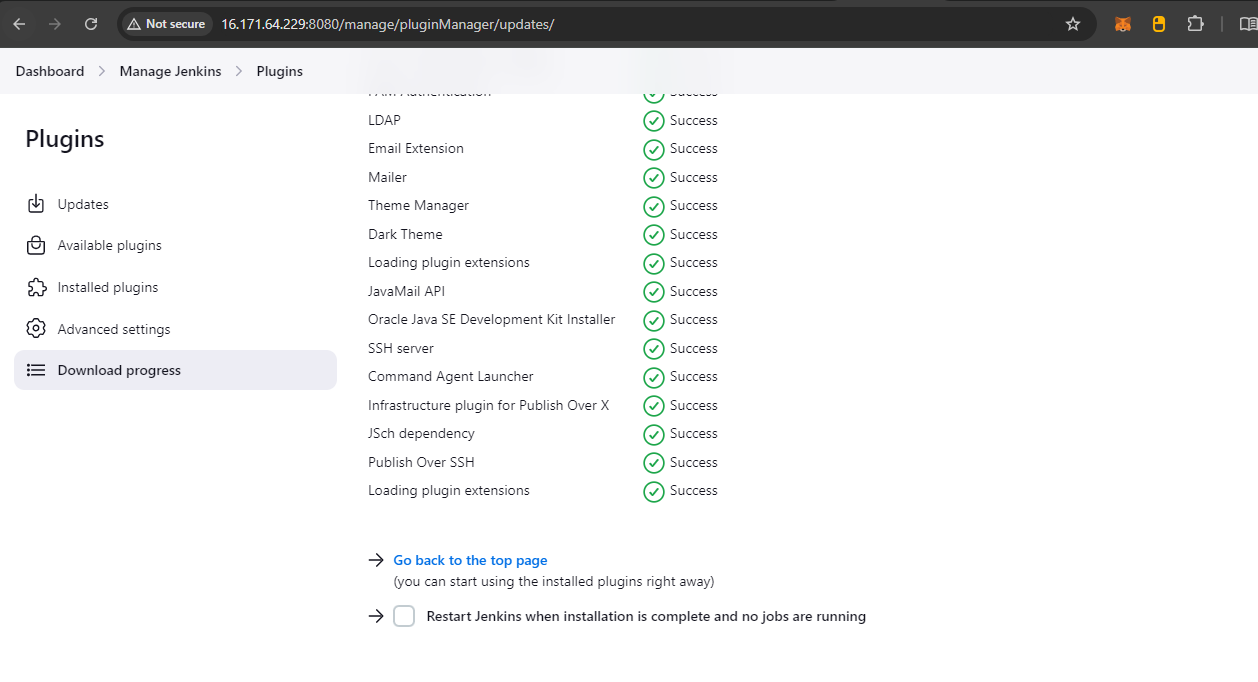 Not secure 16.171.64.229:8080/manage/pluginManager/updates/
Dashboard > Manage Jenkins > Plugins
Plugins
Updates
Available plugins
Installed plugins
Advanced settings
Download progress
PAM Authentication Success
LDAP Success
Email Extension Success
Mailer Success
Theme Manager Success
Dark Theme Success
Loading plugin extensions Success
JavaMail API Success
Oracle Java SE Development Kit Installer Success
SSH server Success
Command Agent Launcher Success
Infrastructure plugin for Publish Over X Success
JSch dependency Success
Publish Over SSH Success
Loading plugin extensions Success
Go back to the top page
(you can start using the installed plugins right away)
Restart Jenkins when installation is complete and no jobs are running